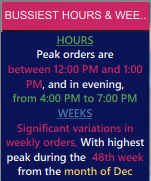 BUSSIEST HOURS & WEE..
HOURS
Peak orders are
between 12:00 PM and 1:00
PM, and in evening,
from 4:00 PM to 7:00 PM
WEEKS
Significant variations in
weekly orders, With highest
peak during the 48th week
from the month of Dec